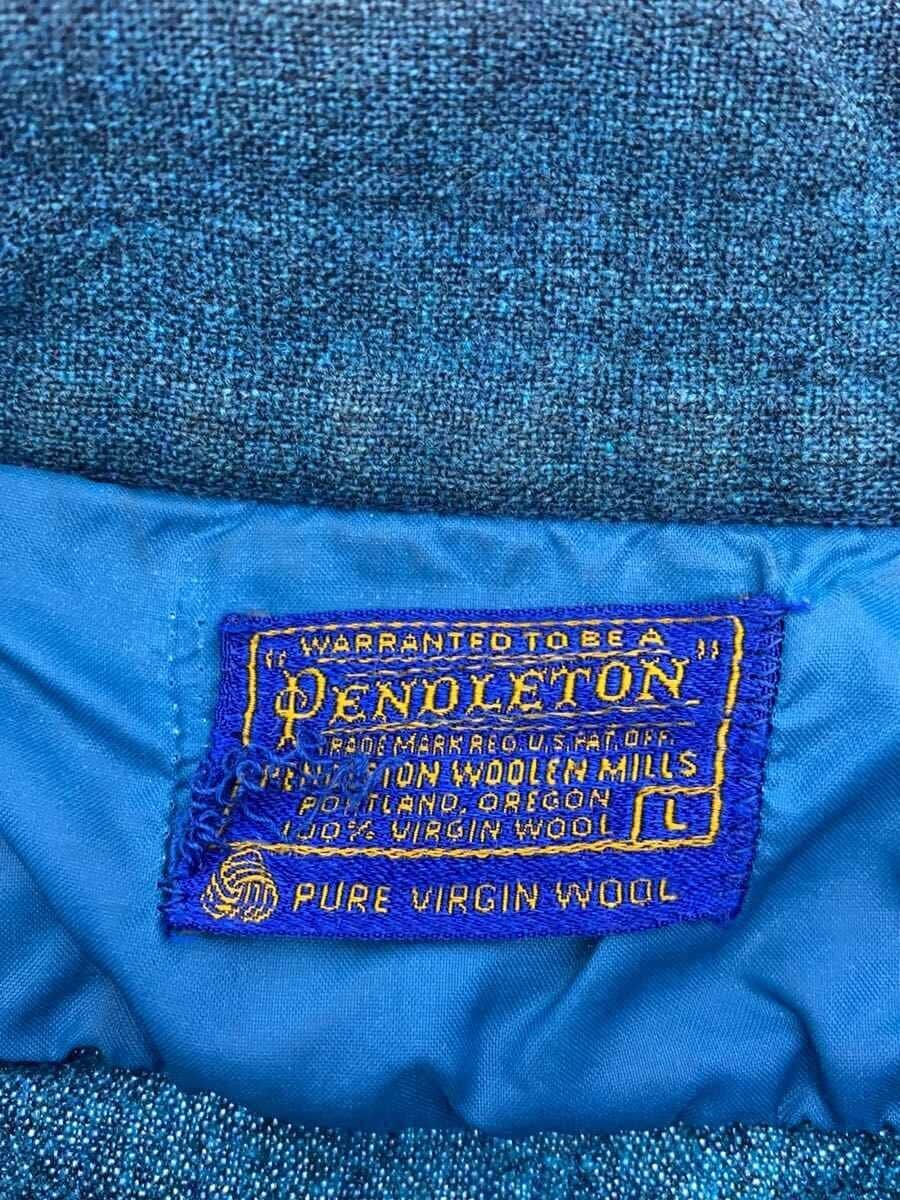 WARRANTED TO BE A
"PENDLETON"
TRADE MARK REG. U.S. PAT. OFF.
PENDLETON WOOLEN MILLS
PORTLAND, OREGON
100% VIRGIN WOOL
L
PURE VIRGIN WOOL